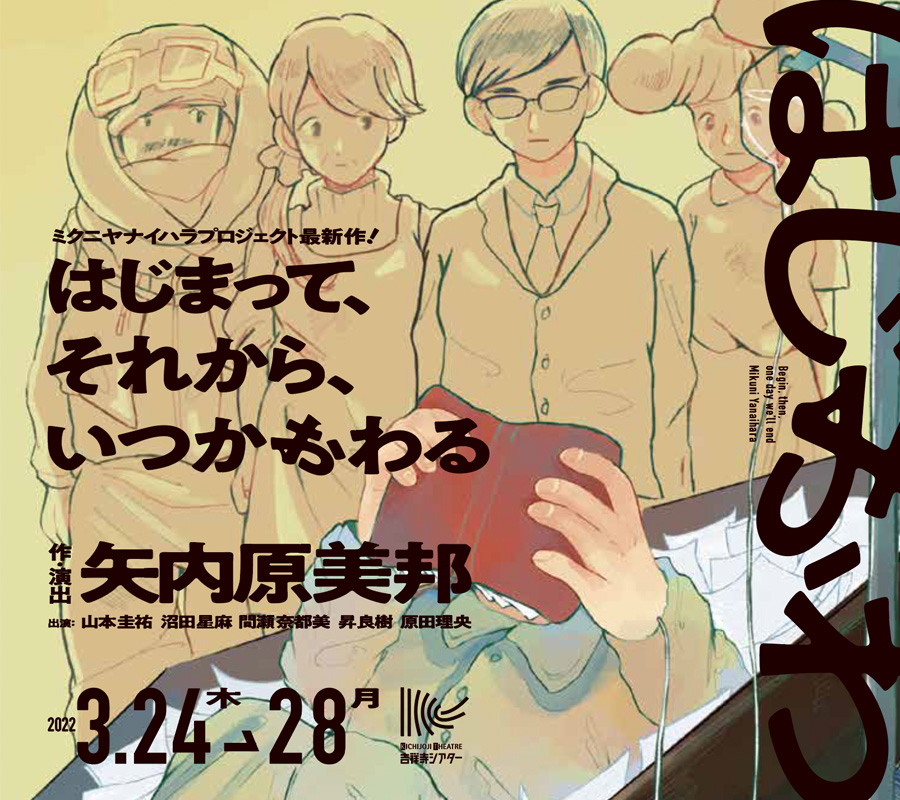 ミクニヤナイハラプロジェクト最新作！
はじまって、
それから、
いつかおわる
作・演出
矢内原美邦
出演：山本圭祐 沼田星麻 間瀬奈都美 昇良樹 原田理央
2022 3.24木→28月
KICHIJOJI THEATRE
吉祥寺シアター
Begin, then,
one day we'll end
Mikuni Yanaihara